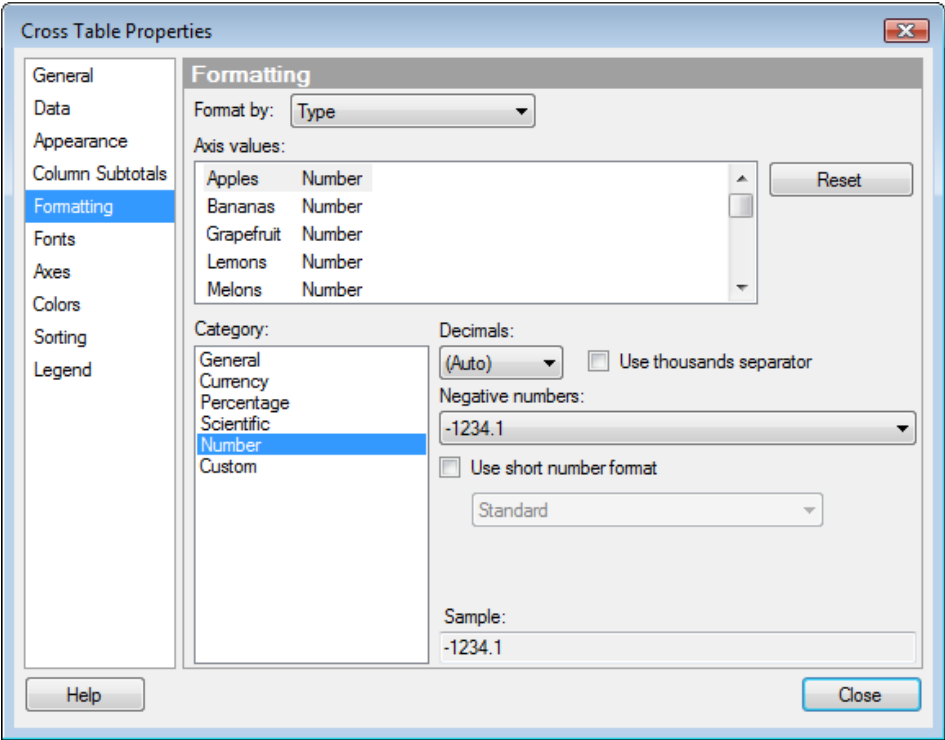 Cross Table Properties
General
Data
Appearance
Column Subtotals
Formatting
Fonts
Axes
Colors
Sorting
Legend
Formatting
Format by: Type
Axis values:
Apples Number
Bananas Number
Grapefruit Number
Lemons Number
Melons Number
Reset
Category:
General
Currency
Percentage
Scientific
Number
Custom
Decimals:
(Auto) Use thousands separator
Negative numbers:
-1234.1
Use short number format
Standard
Sample:
-1234.1
Help
Close